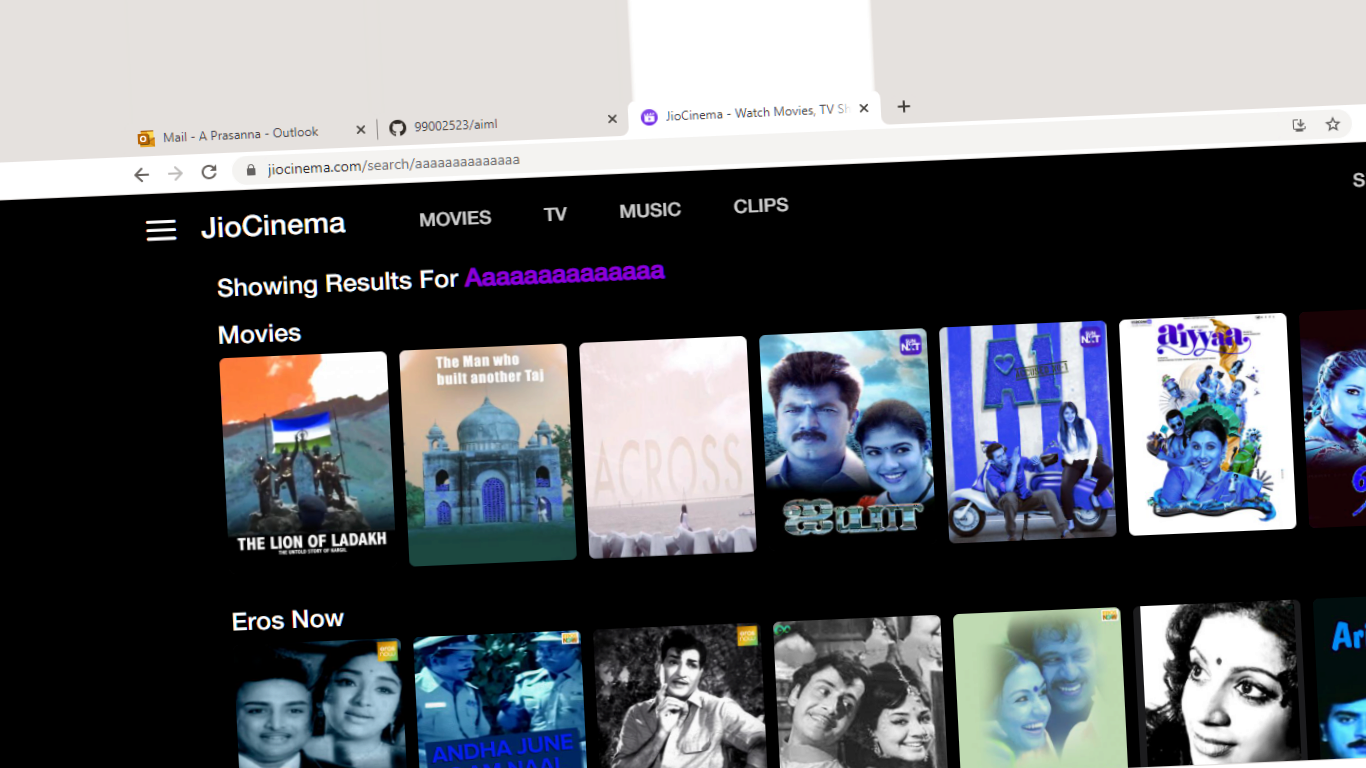 Mail - A Prasanna - Outlook
99002523/aiml
JioCinema - Watch Movies, TV Sh
jiocinema.com/search/aaaaaaaaaaaaaa
JioCinema
MOVIES
TV
MUSIC
CLIPS
S
Showing Results For Aaaaaaaaaaaaaa
Movies
THE LION OF LADAKH
THE UNTOLD STORY OF KARGIL
The Man who
built another Taj
ACROSS
ஐயா
A1
aiyyaa
Eros Now
ANDHA JUNE
Ar